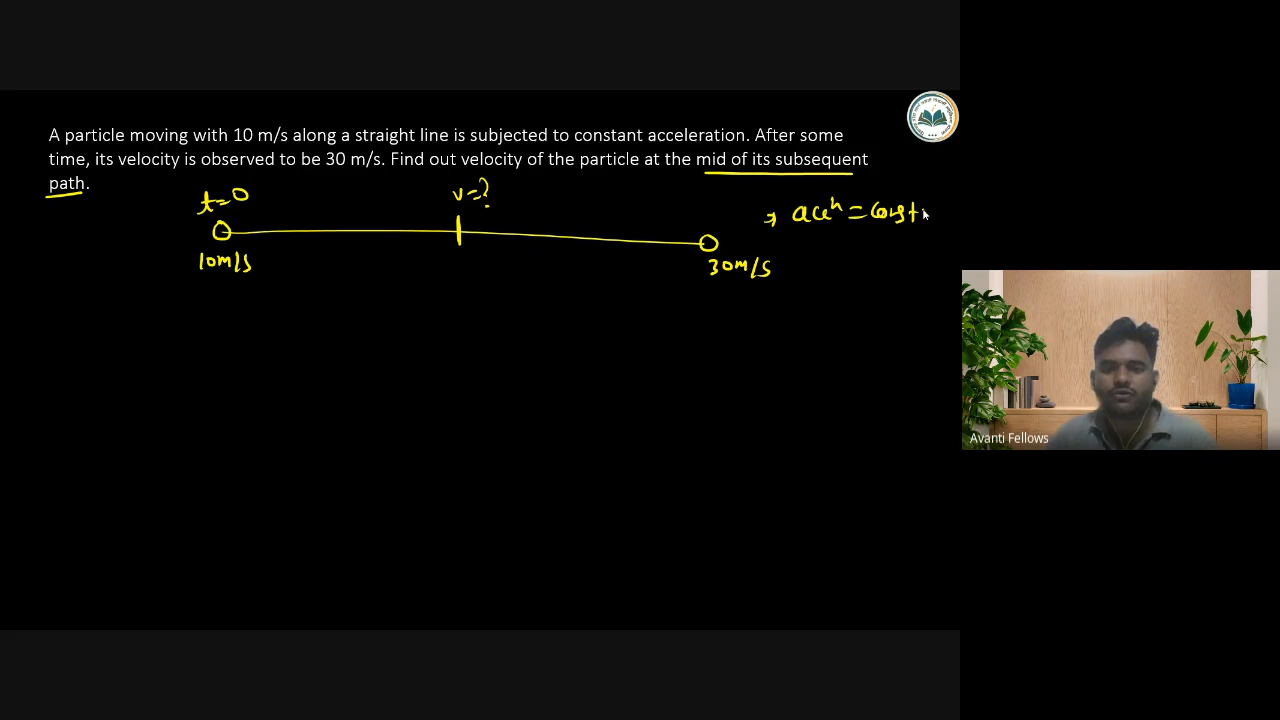 A particle moving with 10 m/s along a straight line is subjected to constant acceleration. After some
time, its velocity is observed to be 30 m/s. Find out velocity of the particle at the mid of its subsequent
path.
t=0
v=?
→ accⁿ = const
10m/s
30m/s
Avanti Fellows